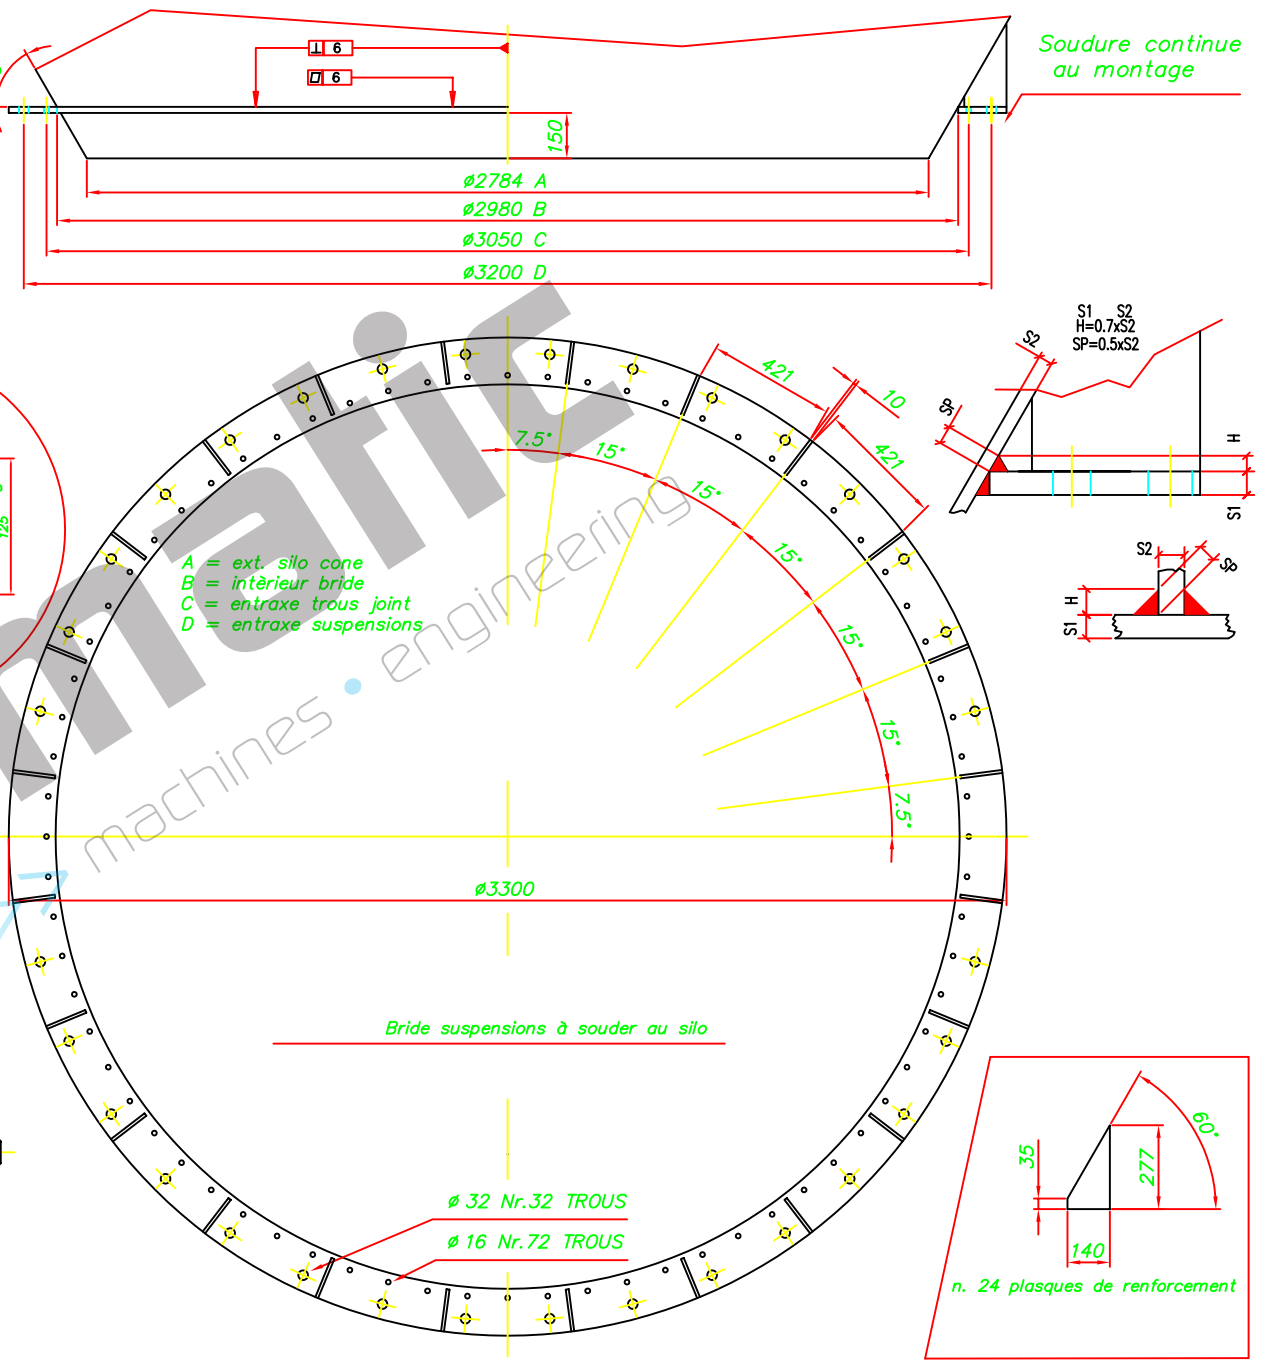 ⊥ 6
▱ 6
Soudure continue
au montage
150
ø2784 A
ø2980 B
ø3050 C
ø3200 D
S1 S2
H=0.7xS2
SP=0.5xS2
S2
SP
H
S1
421
10
421
7.5°
15°
15°
15°
15°
15°
7.5°
125
A = ext. silo cone
B = intèrieur bride
C = entraxe trous joint
D = entraxe suspensions
matic
machines • engineering
S2
SP
H
S1
ø3300
Bride suspensions à souder au silo
ø 32 Nr.32 TROUS
ø 16 Nr.72 TROUS
60°
35
277
140
n. 24 plasques de renforcement